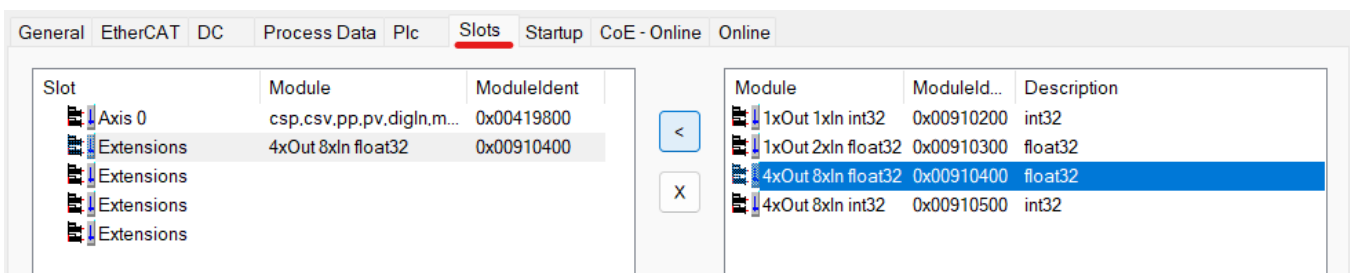 General EtherCAT DC Process Data Plc Slots Startup CoE - Online Online
Slot Module ModuleIdent
Axis 0 csp,csv,pp,pv,digIn,m... 0x00419800
Extensions 4xOut 8xIn float32 0x00910400
Extensions
Extensions
Extensions
<
X
Module ModuleId... Description
1xOut 1xIn int32 0x00910200 int32
1xOut 2xIn float32 0x00910300 float32
4xOut 8xIn float32 0x00910400 float32
4xOut 8xIn int32 0x00910500 int32